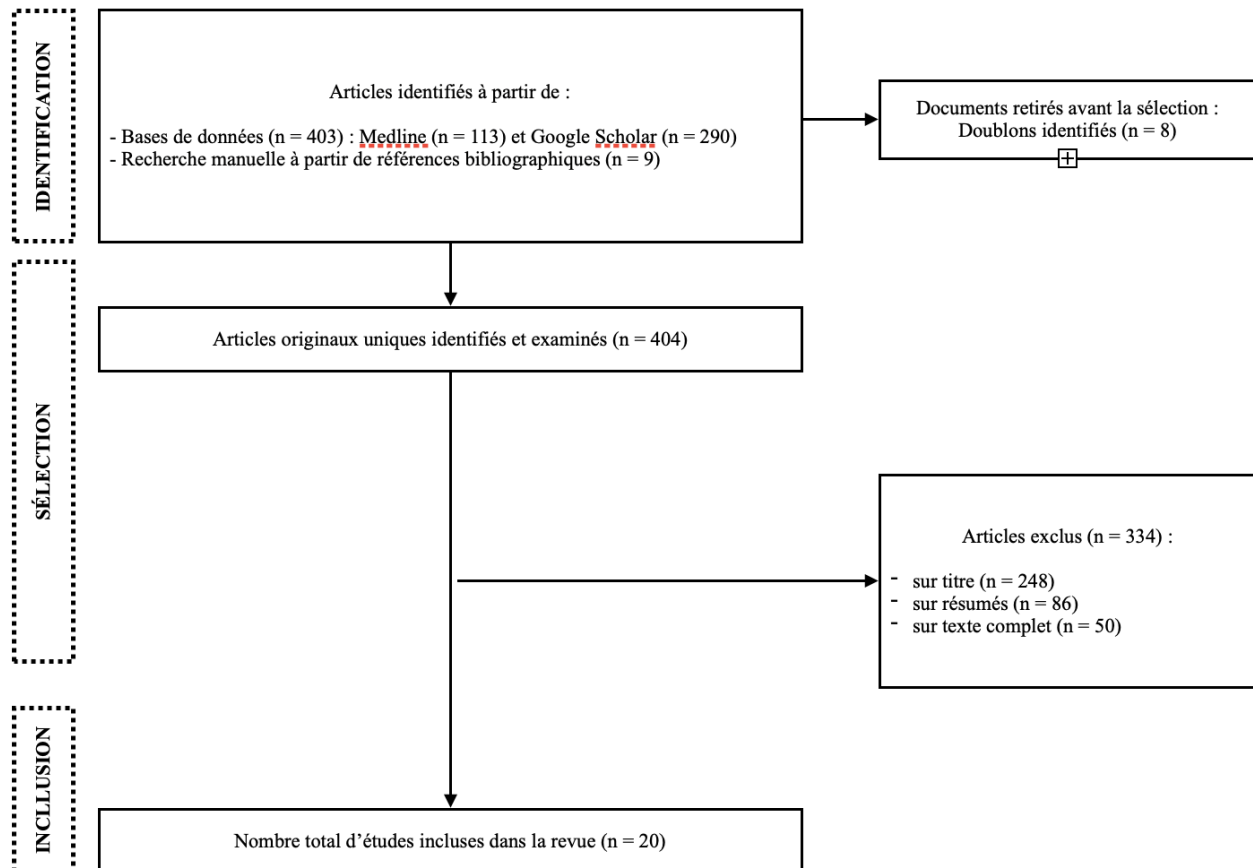 IDENTIFICATION
Articles identifiés à partir de :
- Bases de données (n = 403) : Medline (n = 113) et Google Scholar (n = 290)
- Recherche manuelle à partir de références bibliographiques (n = 9)
Documents retirés avant la sélection :
Doublons identifiés (n = 8)
SÉLECTION
Articles originaux uniques identifiés et examinés (n = 404)
Articles exclus (n = 334) :
- sur titre (n = 248)
- sur résumés (n = 86)
- sur texte complet (n = 50)
INCLUSION
Nombre total d’études incluses dans la revue (n = 20)